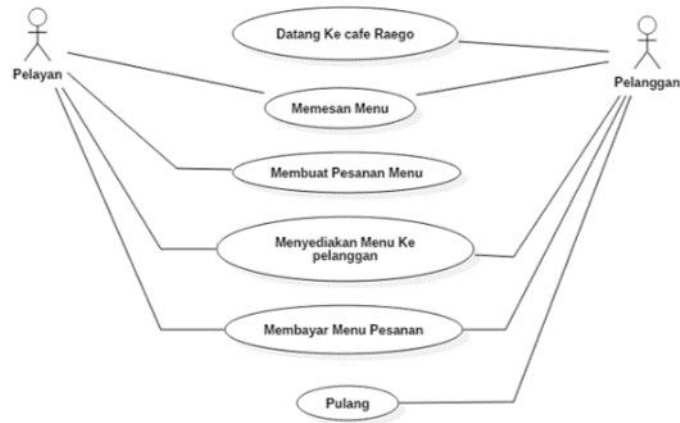 Datang Ke cafe Raego
Pelayan
Pelanggan
Memesan Menu
Membuat Pesanan Menu
Menyediakan Menu Ke
pelanggan
Membayar Menu Pesanan
Pulang